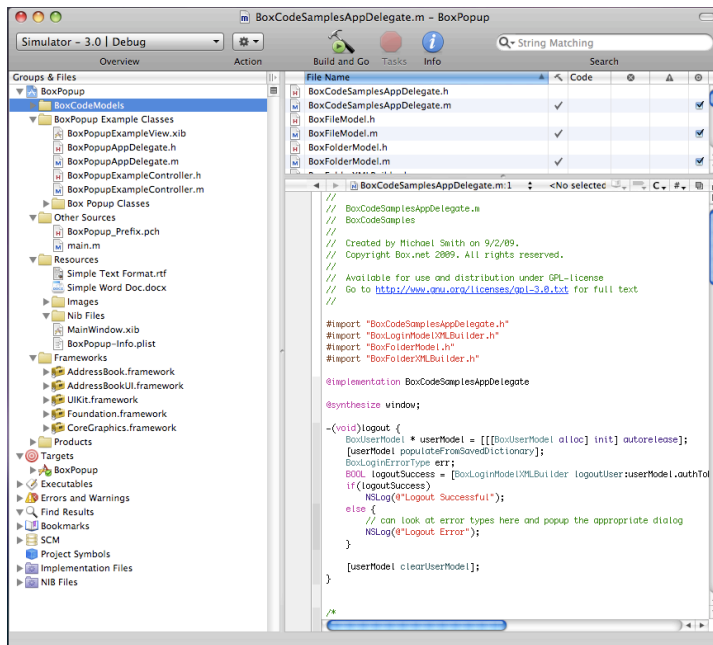 BoxCodeSamplesAppDelegate.m – BoxPopup
Simulator – 3.0 | Debug
String Matching
Overview
Action
Build and Go
Tasks
Info
Search
Groups & Files
BoxPopup
BoxCodeModels
BoxPopup Example Classes
BoxPopupExampleView.xib
BoxPopupAppDelegate.h
BoxPopupAppDelegate.m
BoxPopupExampleController.h
BoxPopupExampleController.m
Box Popup Classes
Other Sources
BoxPopup_Prefix.pch
main.m
Resources
Simple Text Format.rtf
Simple Word Doc.docx
Images
Nib Files
MainWindow.xib
BoxPopup-Info.plist
Frameworks
AddressBook.framework
AddressBookUI.framework
UIKit.framework
Foundation.framework
CoreGraphics.framework
Products
Targets
BoxPopup
Executables
Errors and Warnings
Find Results
Bookmarks
SCM
Project Symbols
Implementation Files
NIB Files
File Name
Code
BoxCodeSamplesAppDelegate.h
BoxCodeSamplesAppDelegate.m
BoxFileModel.h
BoxFileModel.m
BoxFolderModel.h
BoxFolderModel.m
BoxCodeSamplesAppDelegate.m:1
<No selected
C
#
//
// BoxCodeSamplesAppDelegate.m
// BoxCodeSamples
//
// Created by Michael Smith on 9/2/09.
// Copyright Box.net 2009. All rights reserved.
//
// Available for use and distribution under GPL-license
// Go to http://www.gnu.org/licenses/gpl-3.0.txt for full text
//
#import "BoxCodeSamplesAppDelegate.h"
#import "BoxLoginModelXMLBuilder.h"
#import "BoxFolderModel.h"
#import "BoxFolderXMLBuilder.h"
@implementation BoxCodeSamplesAppDelegate
@synthesize window;
-(void)logout {
BoxUserModel * userModel = [[[BoxUserModel alloc] init] autorelease];
[userModel populateFromSavedDictionary];
BoxLoginErrorType err;
BOOL logoutSuccess = [BoxLoginModelXMLBuilder logoutUser:userModel.authTo
if(logoutSuccess)
NSLog(@"Logout Successful");
else {
// can look at error types here and popup the appropriate dialog
NSLog(@"Logout Error");
}
[userModel clearUserModel];
}
/*